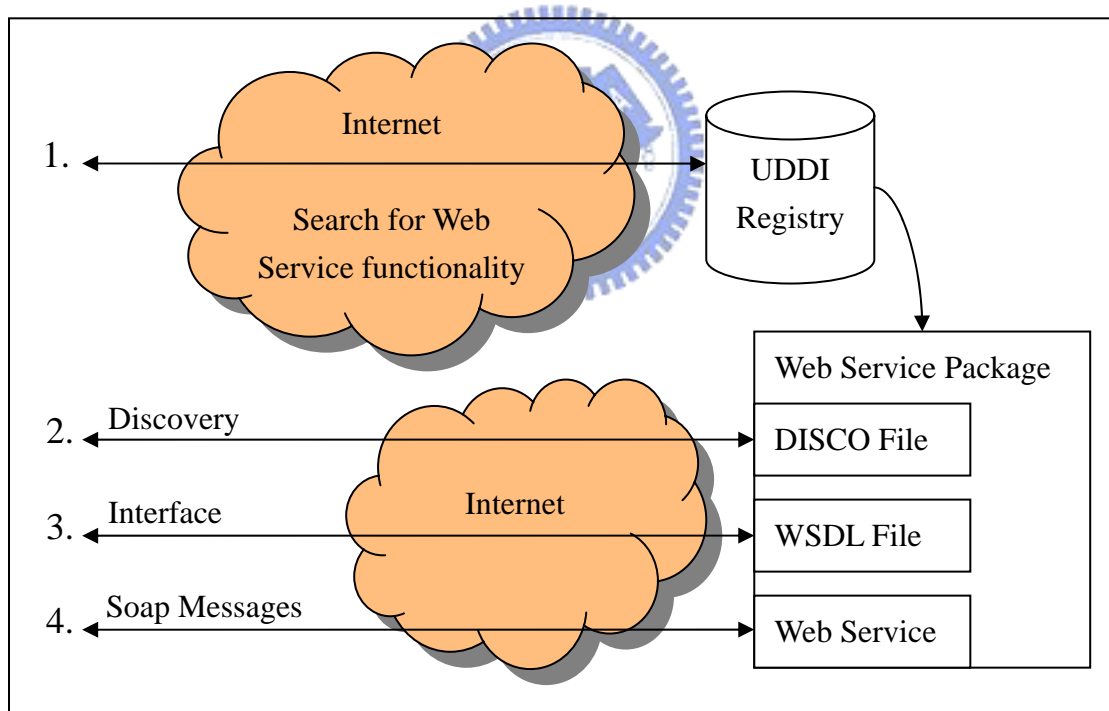 Internet
1.
UDDI
Registry
Search for Web
Service functionality
Web Service Package
2.
Discovery
DISCO File
Internet
3.
Interface
WSDL File
4.
Soap Messages
Web Service